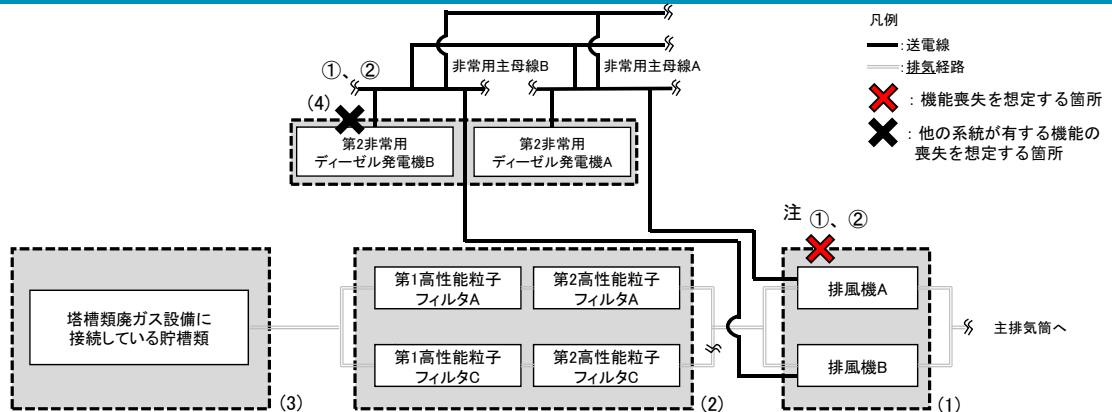 凡例
:送電線
:排気経路
:機能喪失を想定する箇所
:他の系統が有する機能の
喪失を想定する箇所
非常用主母線B
非常用主母線A
①、②
(4)
第2非常用
ディーゼル発電機B
第2非常用
ディーゼル発電機A
注 ①、②
塔槽類廃ガス設備に
接続している貯槽類
(3)
第1高性能粒子
フィルタA
第2高性能粒子
フィルタA
第1高性能粒子
フィルタC
第2高性能粒子
フィルタC
(2)
排風機A
排風機B
(1)
主排気筒へ